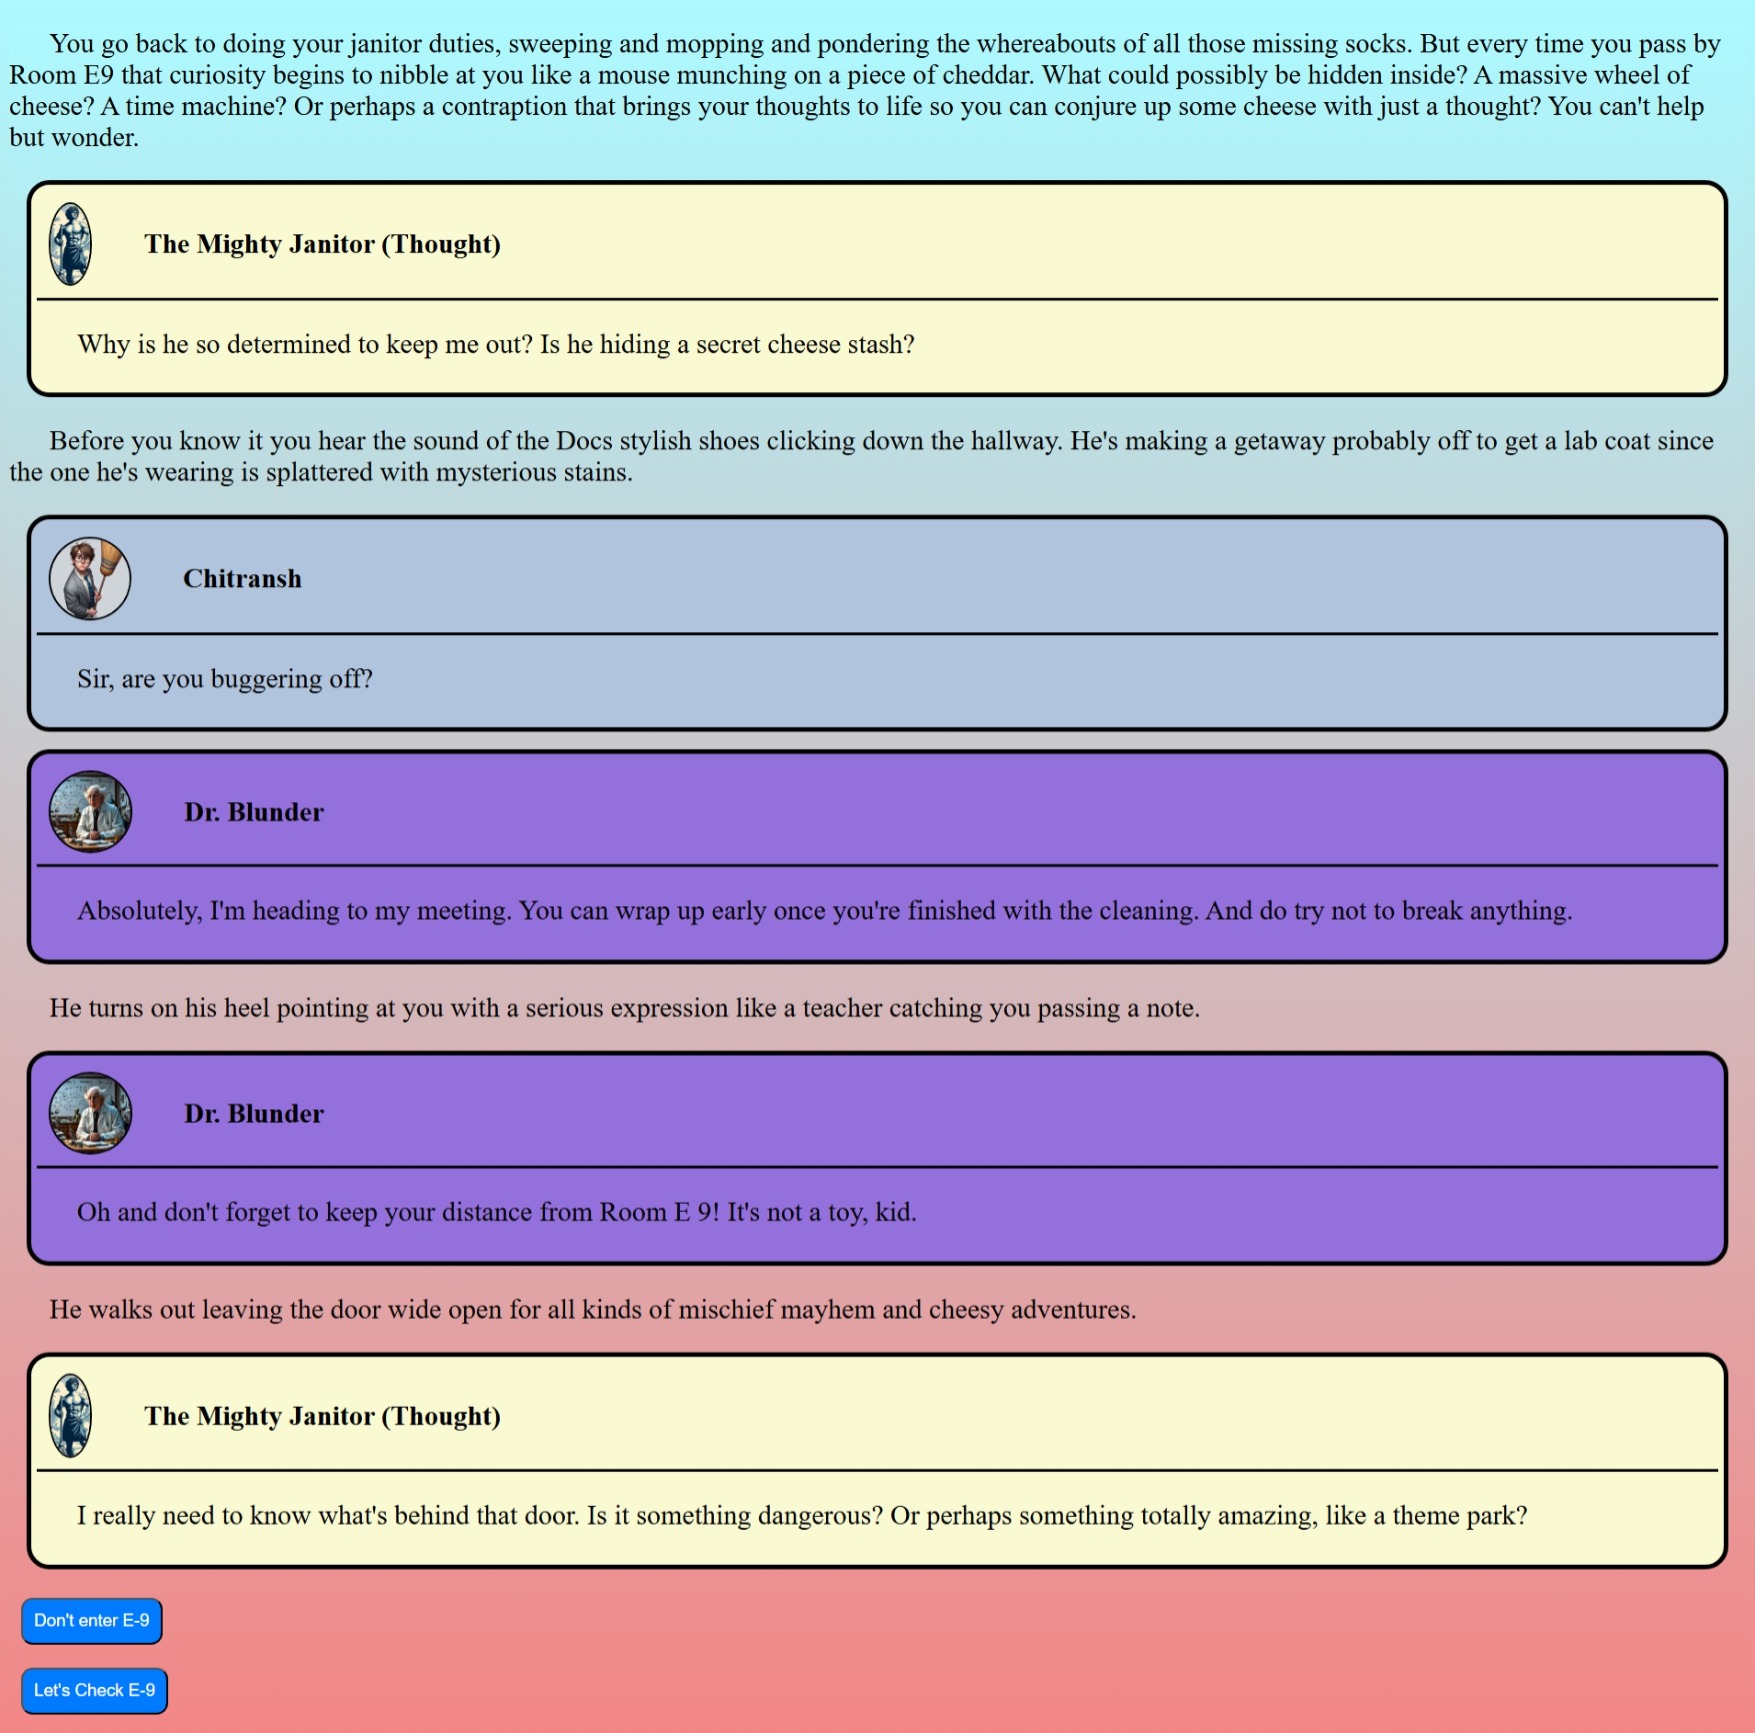 You go back to doing your janitor duties, sweeping and mopping and pondering the whereabouts of all those missing socks. But every time you pass by
Room E9 that curiosity begins to nibble at you like a mouse munching on a piece of cheddar. What could possibly be hidden inside? A massive wheel of
cheese? A time machine? Or perhaps a contraption that brings your thoughts to life so you can conjure up some cheese with just a thought? You can't help
but wonder.
The Mighty Janitor (Thought)
Why is he so determined to keep me out? Is he hiding a secret cheese stash?
Before you know it you hear the sound of the Docs stylish shoes clicking down the hallway. He's making a getaway probably off to get a lab coat since
the one he's wearing is splattered with mysterious stains.
Chitransh
Sir, are you buggering off?
Dr. Blunder
Absolutely, I'm heading to my meeting. You can wrap up early once you're finished with the cleaning. And do try not to break anything.
He turns on his heel pointing at you with a serious expression like a teacher catching you passing a note.
Dr. Blunder
Oh and don't forget to keep your distance from Room E 9! It's not a toy, kid.
He walks out leaving the door wide open for all kinds of mischief mayhem and cheesy adventures.
The Mighty Janitor (Thought)
I really need to know what's behind that door. Is it something dangerous? Or perhaps something totally amazing, like a theme park?
Don't enter E-9
Let's Check E-9